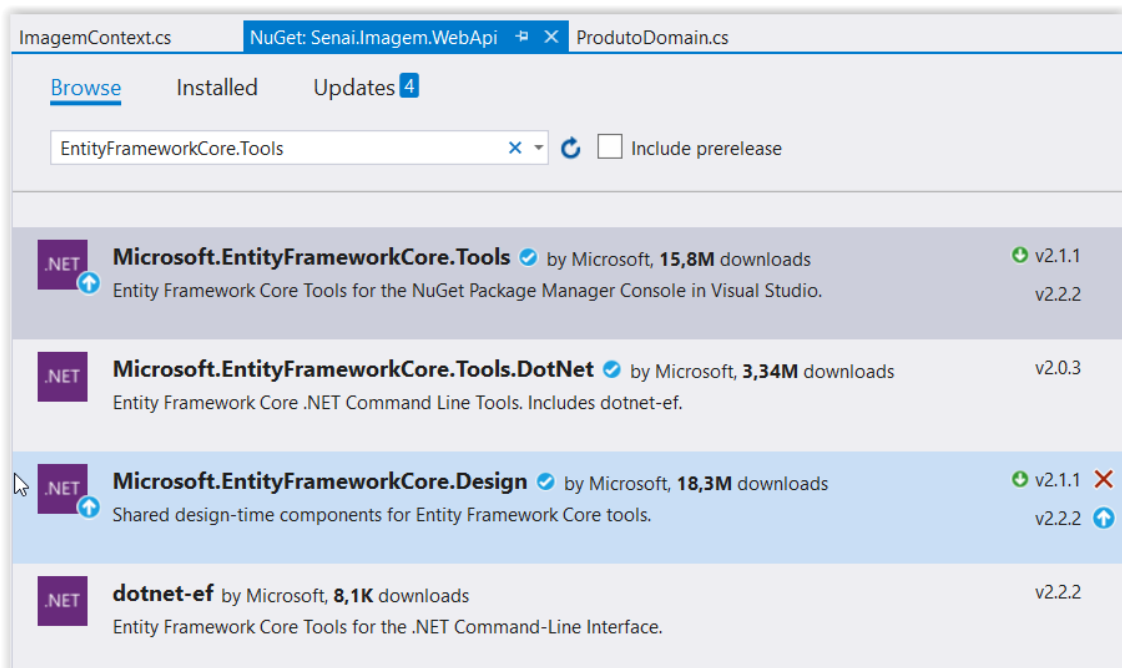 ImagemContext.cs NuGet: Senai.Imagem.WebApi ProdutoDomain.cs
Browse Installed Updates 4
EntityFrameworkCore.Tools Include prerelease
.NET Microsoft.EntityFrameworkCore.Tools by Microsoft, 15,8M downloads v2.1.1
Entity Framework Core Tools for the NuGet Package Manager Console in Visual Studio. v2.2.2
.NET Microsoft.EntityFrameworkCore.Tools.DotNet by Microsoft, 3,34M downloads v2.0.3
Entity Framework Core .NET Command Line Tools. Includes dotnet-ef.
.NET Microsoft.EntityFrameworkCore.Design by Microsoft, 18,3M downloads v2.1.1
Shared design-time components for Entity Framework Core tools. v2.2.2
.NET dotnet-ef by Microsoft, 8,1K downloads v2.2.2
Entity Framework Core Tools for the .NET Command-Line Interface.